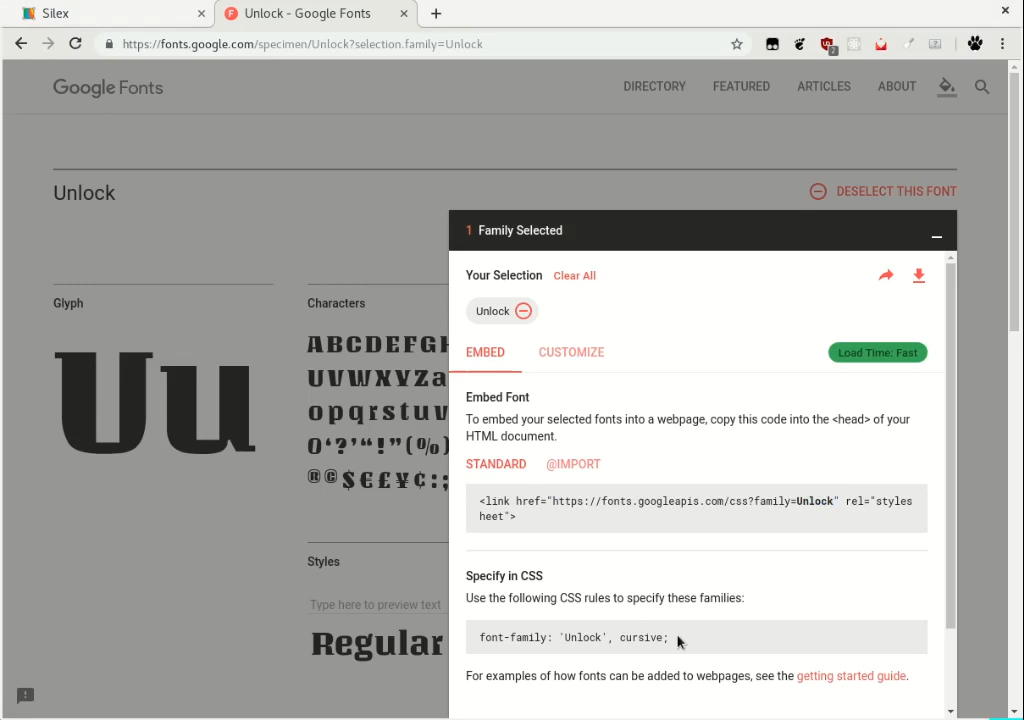 Silex
Unlock - Google Fonts
https://fonts.google.com/specimen/Unlock?selection.family=Unlock
2
Google Fonts
DIRECTORY
FEATURED
ARTICLES
ABOUT
Unlock
DESELECT THIS FONT
1 Family Selected
Your Selection
Clear All
Unlock
EMBED
CUSTOMIZE
Load Time: Fast
Embed Font
To embed your selected fonts into a webpage, copy this code into the <head> of your
HTML document.
STANDARD
@IMPORT
<link href="https://fonts.googleapis.com/css?family=Unlock" rel="styles
heet">
Specify in CSS
Use the following CSS rules to specify these families:
font-family: 'Unlock', cursive;
For examples of how fonts can be added to webpages, see the getting started guide.
Glyph
Uu
Characters
ABCDEFGH
UVWXYZa
opqrstuv
0‘?’“!”(%)
®©$€£¥¢:;
Styles
Type here to preview text
Regular